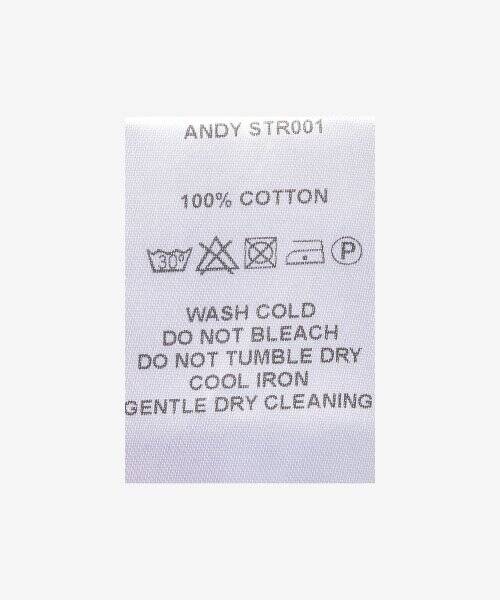 ANDY STR001
100% COTTON
30° P
WASH COLD
DO NOT BLEACH
DO NOT TUMBLE DRY
COOL IRON
GENTLE DRY CLEANING